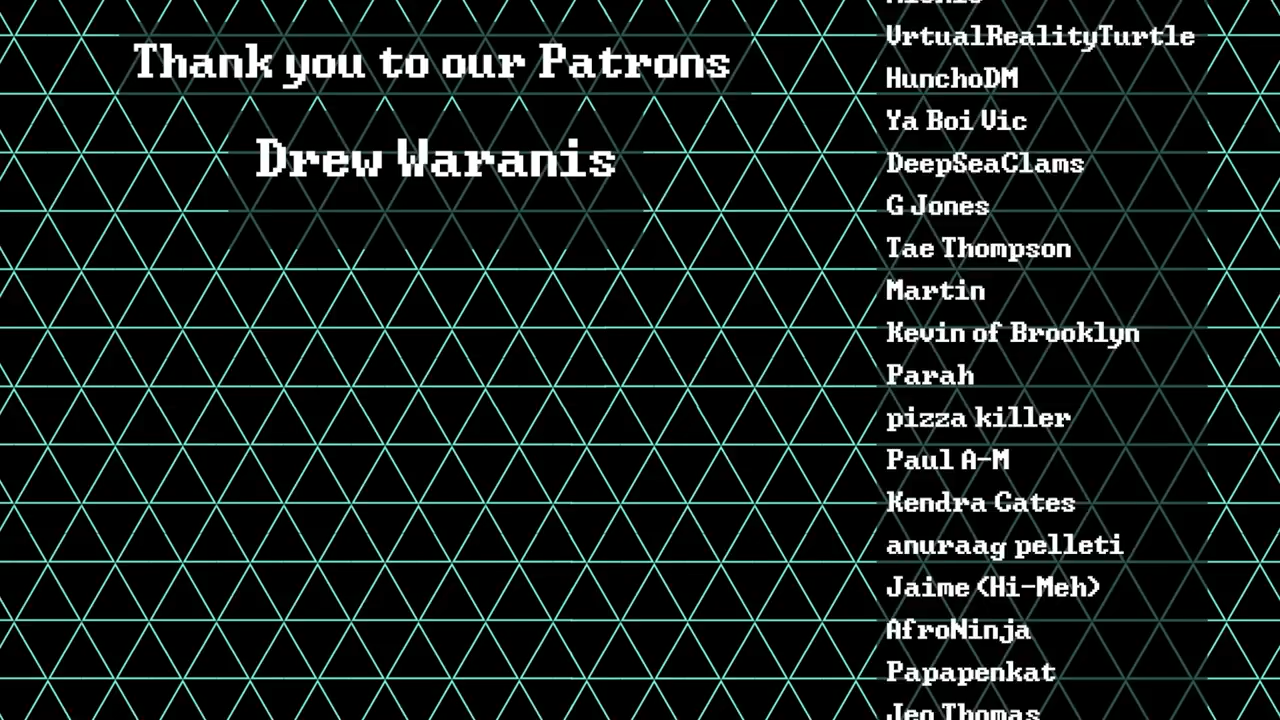 Thank you to our Patrons
Drew Waranis
VrtualRealityTurtle
HunchoDM
Ya Boi Vic
DeepSeaClams
G Jones
Tae Thompson
Martin
Kevin of Brooklyn
Parah
pizza killer
Paul A-M
Kendra Cates
anuraag pelleti
Jaime (Hi-Meh)
AfroNinja
Papapenkat
Thomas